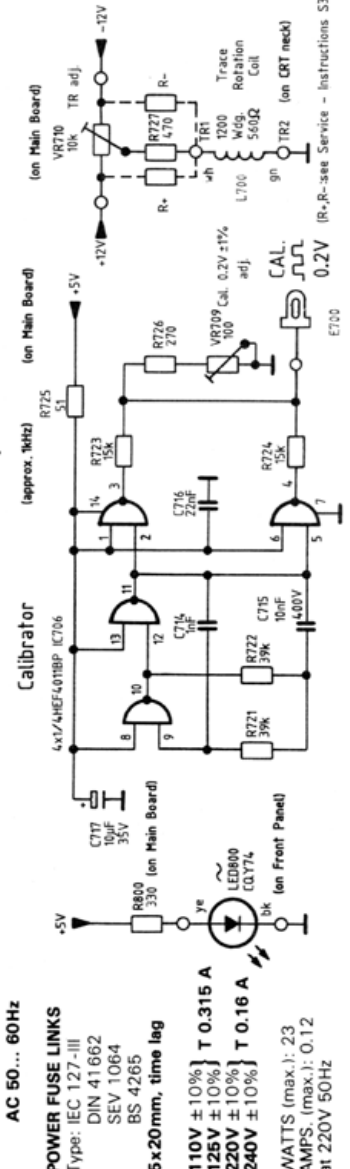 AC 50... 60Hz
POWER FUSE LINKS
Type: IEC 127-III
DIN 41662
SEV 1064
BS 4265
5x20mm, time lag
110V ±10% } T 0.315 A
125V ±10%
220V ±10% } T 0.16 A
240V ±10%
WATTS (max.): 23
AMPS. (max.): 0.12
at 220V 50Hz
+5V
R800
330
(on Main Board)
ye
LED800
CQY74
bk
(on Front Panel)
Calibrator
(approx. 1kHz)
(on Main Board)
4x1/4HEF4011BP IC706
C717
10µF
35V
R725
51
+5V
8
9
10
13
12
11
14
1
2
3
6
5
4
7
R721
39k
R722
39k
C714
1nF
C715
10nF
400V
C716
22nF
R723
15k
R724
15k
R726
270
VR709
100
Cal. 0.2V ±1%
adj.
CAL.
0.2V
E700
(on Main Board)
VR710
10k
TR adj.
+12V
-12V
R+
R727
470
R-
TR1
wh
Trace
Rotation
Coil
1200
Wdg.
560Ω
L700
gn
TR2
(on CRT neck)
(R+,R-:see Service - Instructions S3